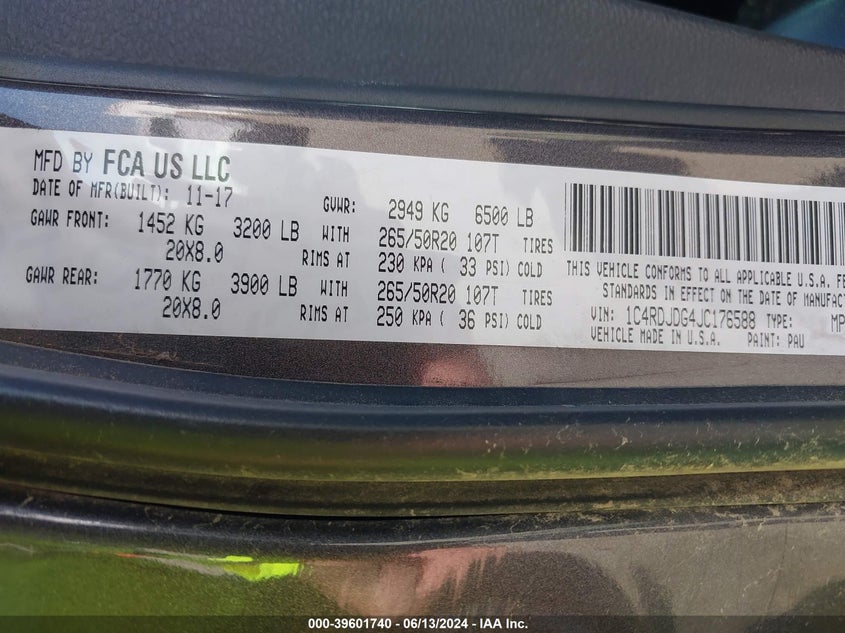 MFD BY FCA US LLC
DATE OF MFR(BUILT): 11-17 GVWR: 2949 KG 6500 LB
GAWR FRONT: 1452 KG 3200 LB WITH 265/50R20 107T TIRES
20X8.0 RIMS AT 230 KPA ( 33 PSI) COLD
GAWR REAR: 1770 KG 3900 LB WITH 265/50R20 107T TIRES
20X8.0 RIMS AT 250 KPA ( 36 PSI) COLD
THIS VEHICLE CONFORMS TO ALL APPLICABLE U.S.A. FE
STANDARDS IN EFFECT ON THE DATE OF MANUFACT
VIN: 1C4RDJDG4JC176588 TYPE: MP
VEHICLE MADE IN U.S.A. PAINT: PAU
000-39601740 - 06/13/2024 - IAA Inc.